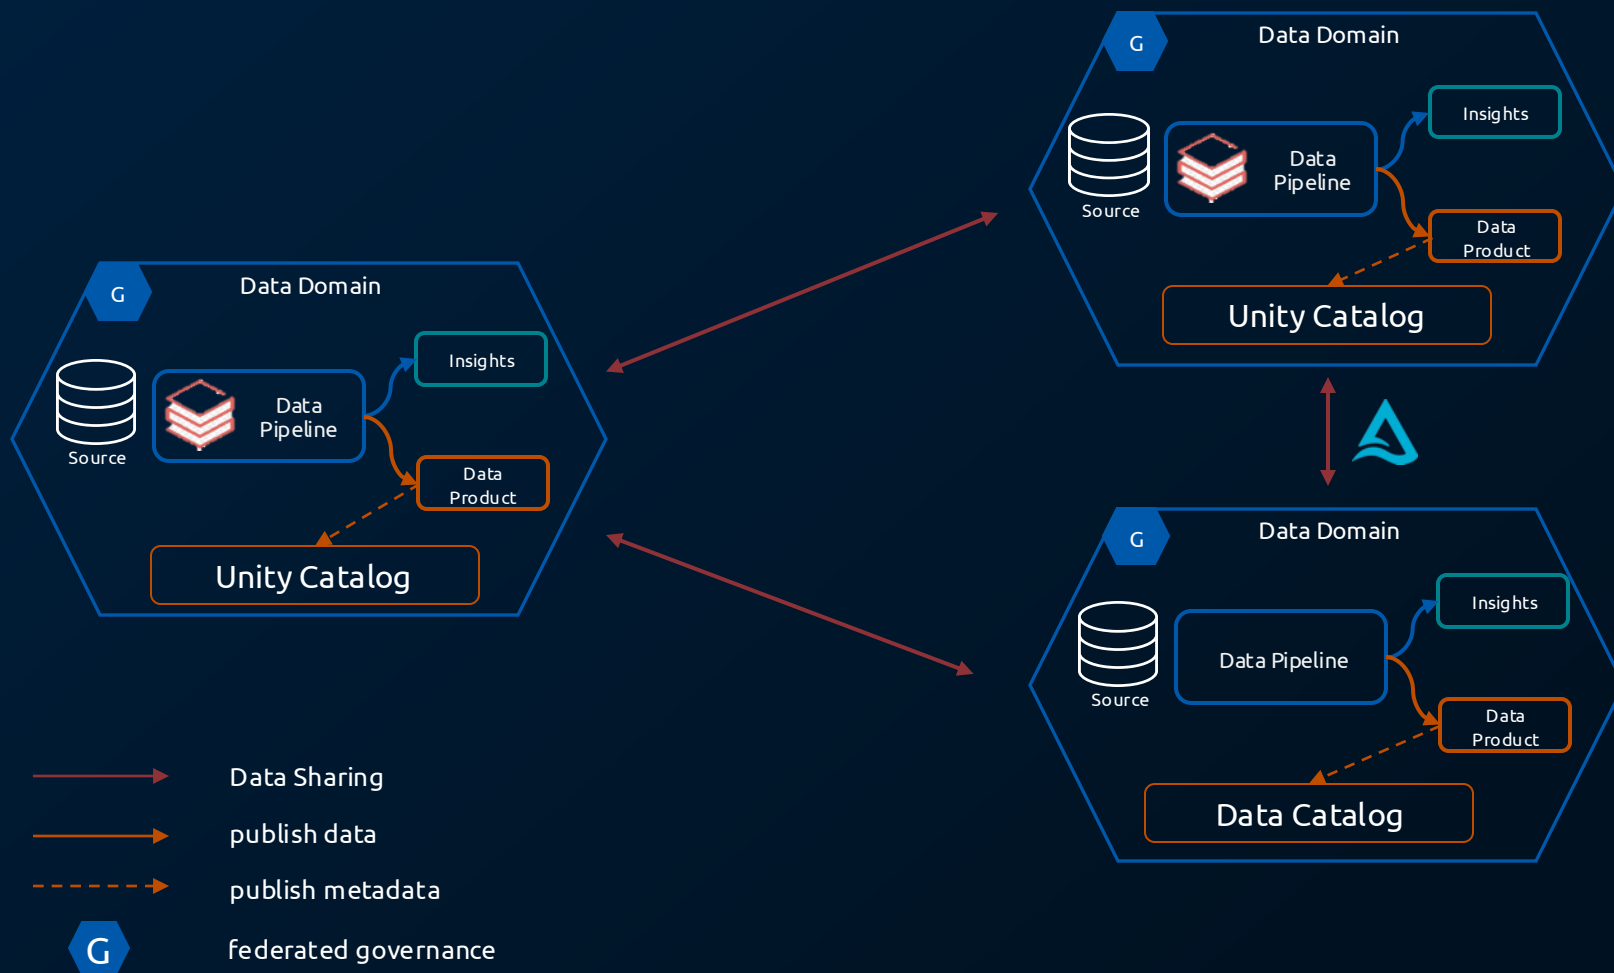 G
Data Domain
Insights
Source
Data
Pipeline
Data
Product
Unity Catalog
G
Data Domain
Insights
Source
Data
Pipeline
Data
Product
Unity Catalog
G
Data Domain
Insights
Source
Data Pipeline
Data
Product
Data Catalog
Data Sharing
publish data
publish metadata
G
federated governance